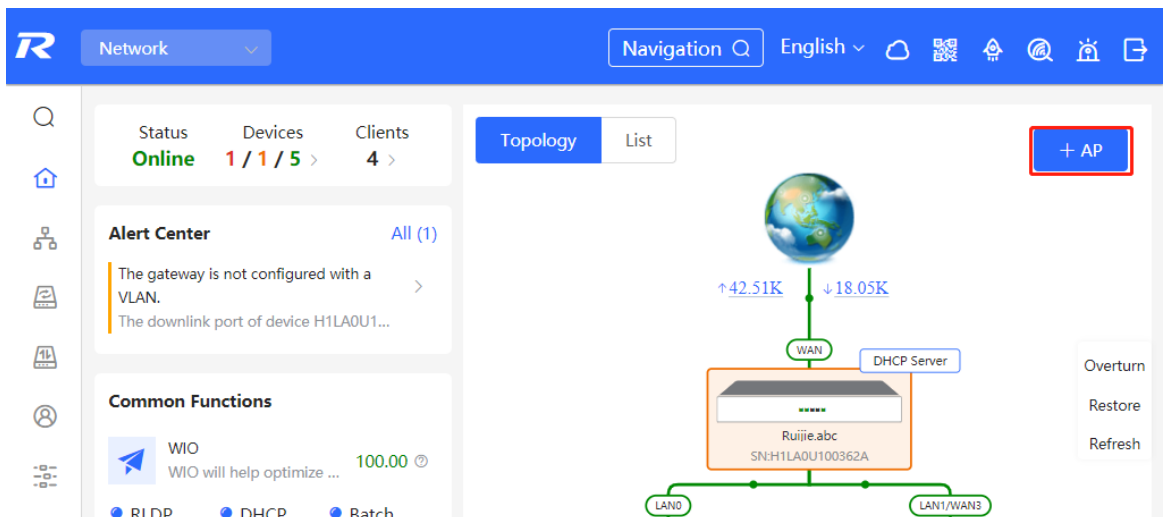 Network
Navigation
English
Status Devices Clients
Online 1 / 1 / 5 > 4 >
Topology List
+ AP
Alert Center All (1)
The gateway is not configured with a
VLAN.
The downlink port of device H1LA0U1...
↑42.51K ↓18.05K
WAN
DHCP Server
Overturn
Restore
Refresh
Ruijie.abc
SN:H1LA0U100362A
Common Functions
WIO
WIO will help optimize ... 100.00
LAN0 LAN1/WAN3
RLDP DHCP Batch